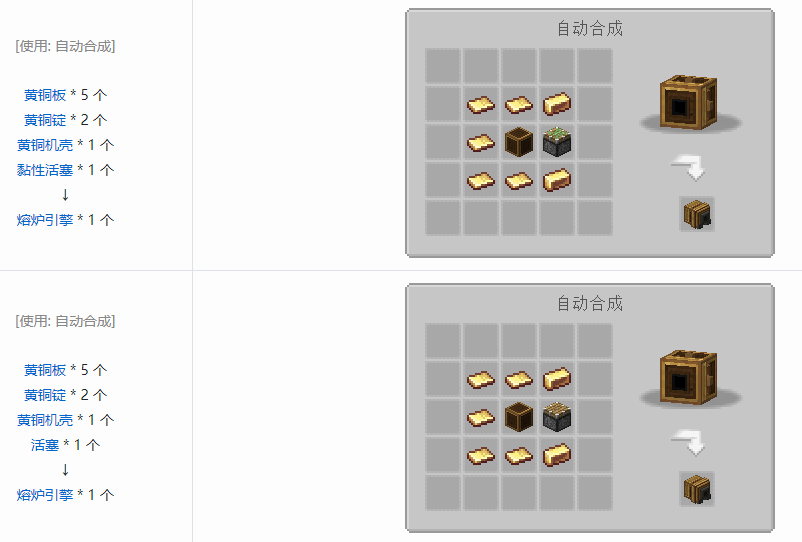 [使用: 自动合成]
黄铜板 * 5 个
黄铜锭 * 2 个
黄铜机壳 * 1 个
黏性活塞 * 1 个
↓
熔炉引擎 * 1 个
自动合成
[使用: 自动合成]
黄铜板 * 5 个
黄铜锭 * 2 个
黄铜机壳 * 1 个
活塞 * 1 个
↓
熔炉引擎 * 1 个
自动合成